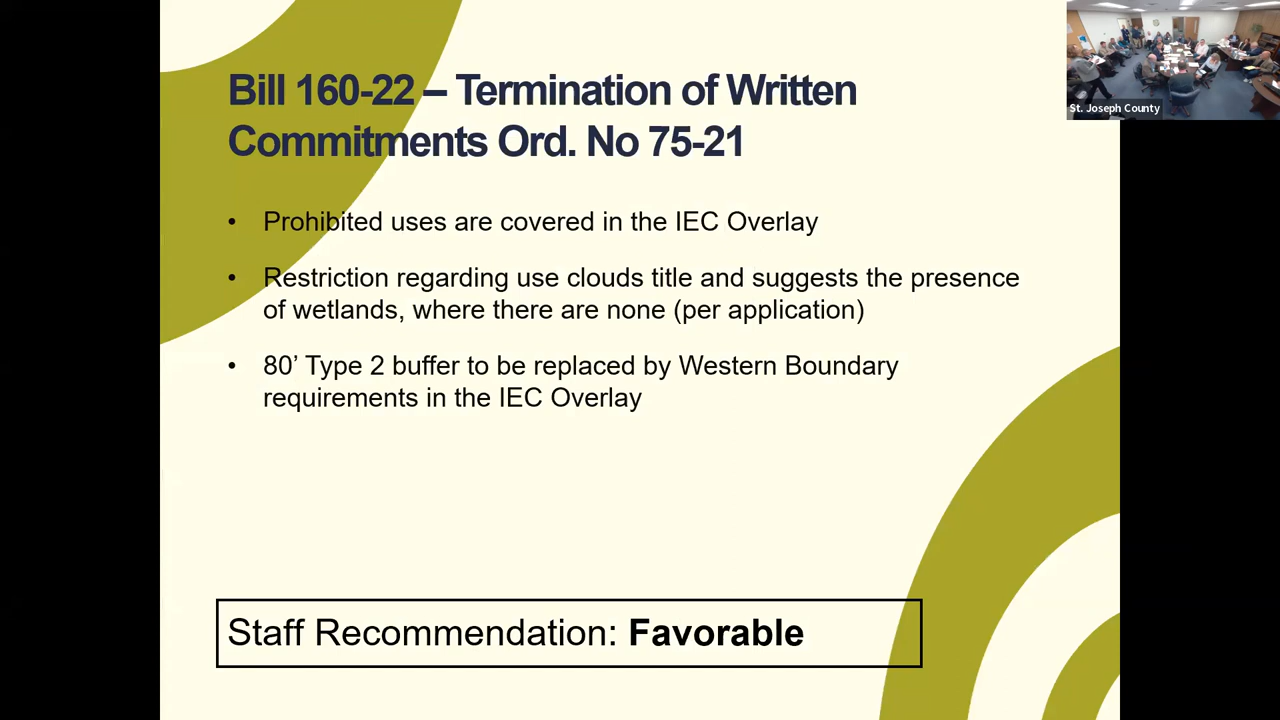 Bill 160-22 – Termination of Written
Commitments Ord. No 75-21
• Prohibited uses are covered in the IEC Overlay
• Restriction regarding use clouds title and suggests the presence
of wetlands, where there are none (per application)
• 80’ Type 2 buffer to be replaced by Western Boundary
requirements in the IEC Overlay
Staff Recommendation: Favorable
St. Joseph County